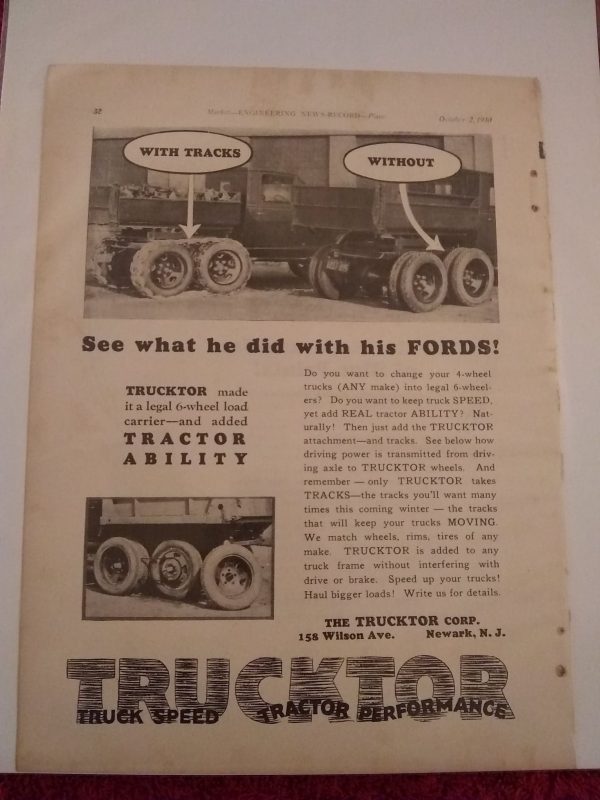 52
Market—ENGINEERING NEWS-RECORD—Place
October 2, 1930
WITH TRACKS
WITHOUT
See what he did with his FORDS!
TRUCKTOR made
it a legal 6-wheel load
carrier—and added
TRACTOR
ABILITY
Do you want to change your 4-wheel
trucks (ANY make) into legal 6-wheel-
ers? Do you want to keep truck SPEED,
yet add REAL tractor ABILITY? Nat-
urally! Then just add the TRUCKTOR
attachment—and tracks. See below how
driving power is transmitted from driv-
ing axle to TRUCKTOR wheels. And
remember — only TRUCKTOR takes
TRACKS—the tracks you'll want many
times this coming winter — the tracks
that will keep your trucks MOVING.
We match wheels, rims, tires of any
make. TRUCKTOR is added to any
truck frame without interfering with
drive or brake. Speed up your trucks!
Haul bigger loads! Write us for details.
THE TRUCKTOR CORP.
158 Wilson Ave. Newark, N. J.
TRUCKTOR
TRUCK SPEED TRACTOR PERFORMANCE